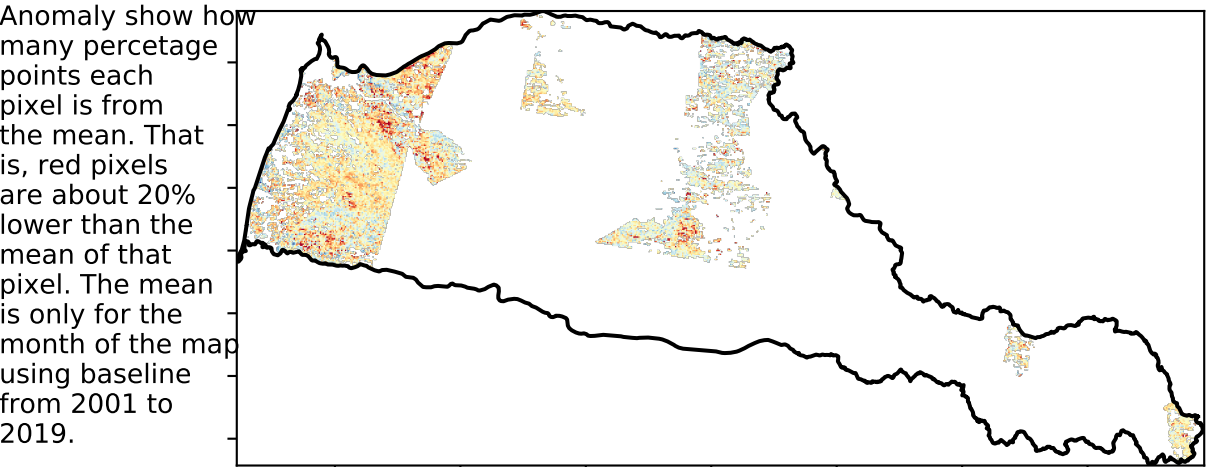 Anomaly show how
many percetage
points each
pixel is from
the mean. That
is, red pixels
are about 20%
lower than the
mean of that
pixel. The mean
is only for the
month of the map
using baseline
from 2001 to
2019.